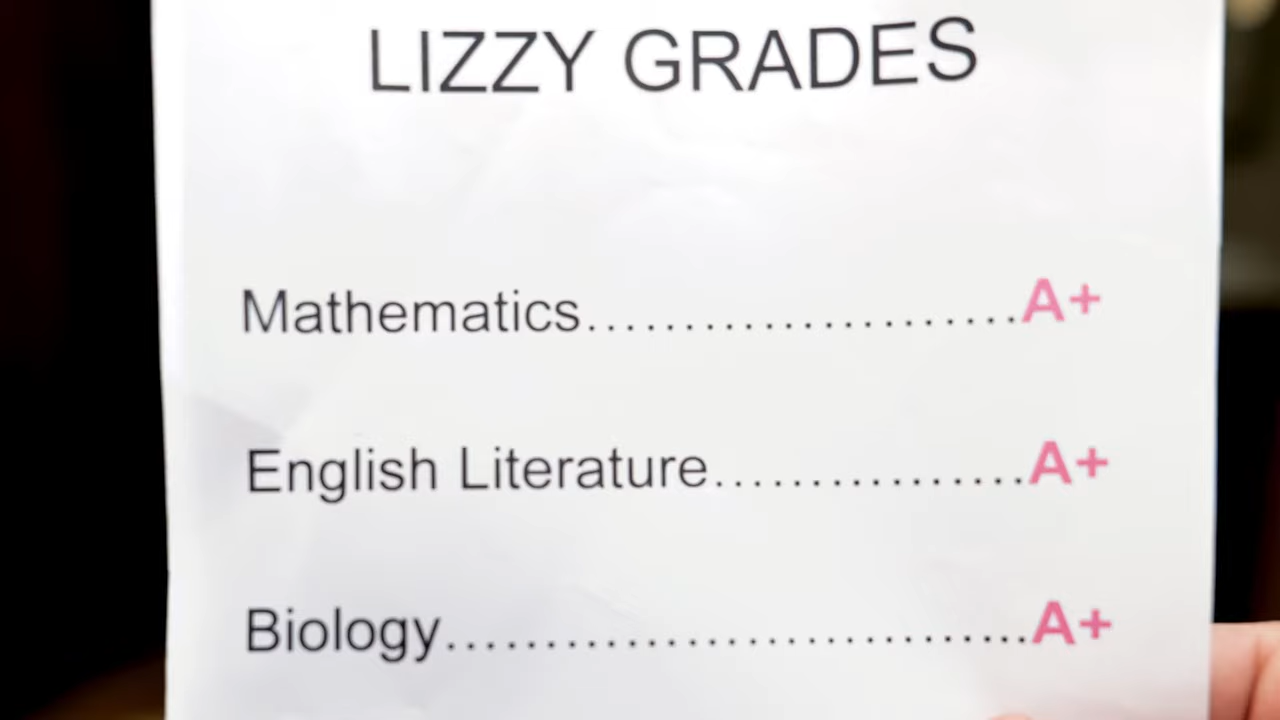 LIZZY GRADES
Mathematics......................A+
English Literature................A+
Biology..............................A+